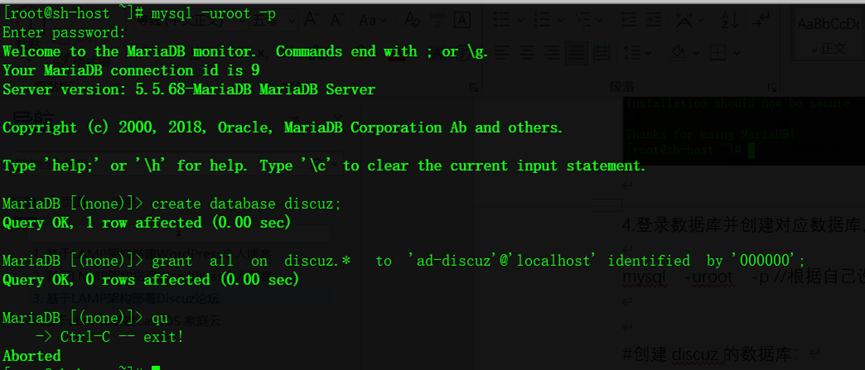 [root@sh-host ~]# mysql -uroot -p
Enter password:
Welcome to the MariaDB monitor.  Commands end with ; or \g.
Your MariaDB connection id is 9
Server version: 5.5.68-MariaDB MariaDB Server
Copyright (c) 2000, 2018, Oracle, MariaDB Corporation Ab and others.
Type 'help;' or '\h' for help. Type '\c' to clear the current input statement.
MariaDB [(none)]> create database discuz;
Query OK, 1 row affected (0.00 sec)
MariaDB [(none)]> grant  all  on  discuz.*   to  'ad-discuz'@'localhost' identified  by '000000';
Query OK, 0 rows affected (0.00 sec)
MariaDB [(none)]> qu
    -> Ctrl-C -- exit!
Aborted
AaBbCcD
正文
段落
installation should now be secure.
Thanks for using MariaDB!
[root@sh-host ~]#
4.登录数据库并创建对应数据库
mysql -uroot -p //根据自己设
#创建 discuz 的数据库:
3. 基于LAMP架构部署Discuz论坛
家庭云